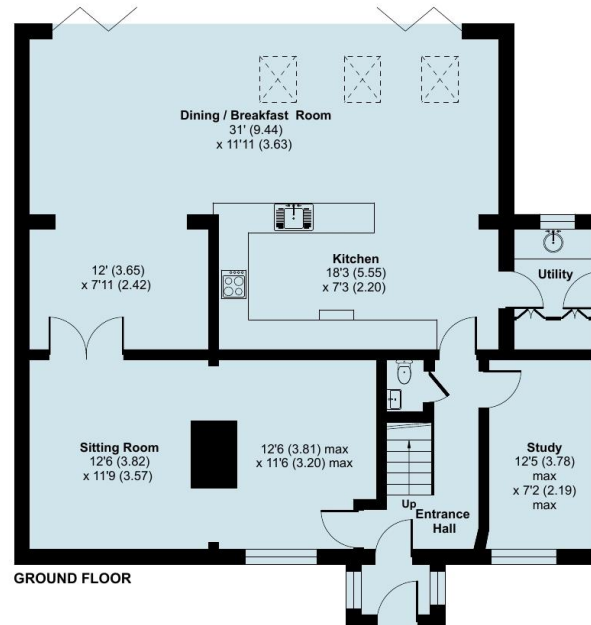 Dining / Breakfast Room
31' (9.44)
x 11'11 (3.63)
12' (3.65)
x 7'11 (2.42)
Kitchen
18'3 (5.55)
x 7'3 (2.20)
Utility
Sitting Room
12'6 (3.82)
x 11'9 (3.57)
12'6 (3.81) max
x 11'6 (3.20) max
Study
12'5 (3.78)
max
x 7'2 (2.19)
max
Up
Entrance
Hall
GROUND FLOOR